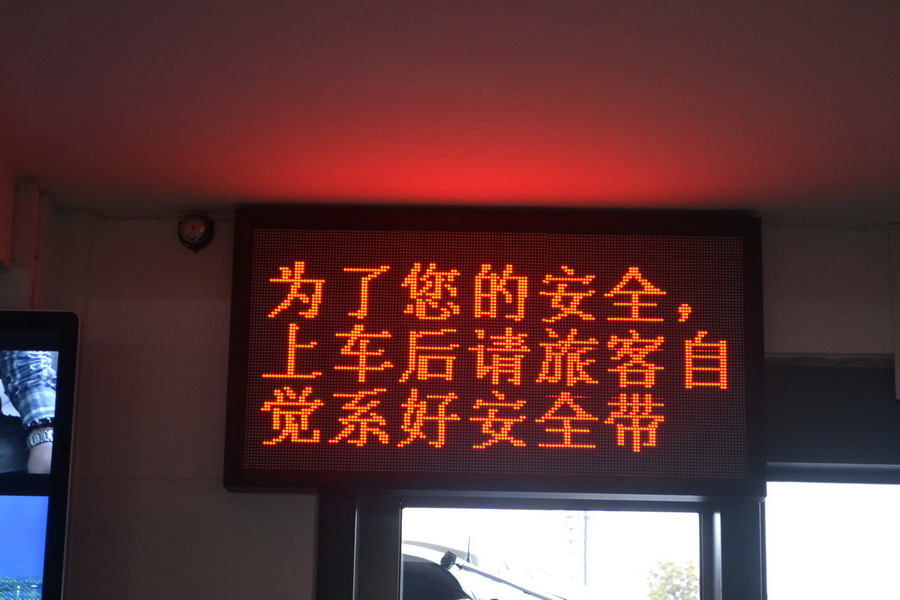 为了您的安全，
上车后请旅客自
觉系好安全带